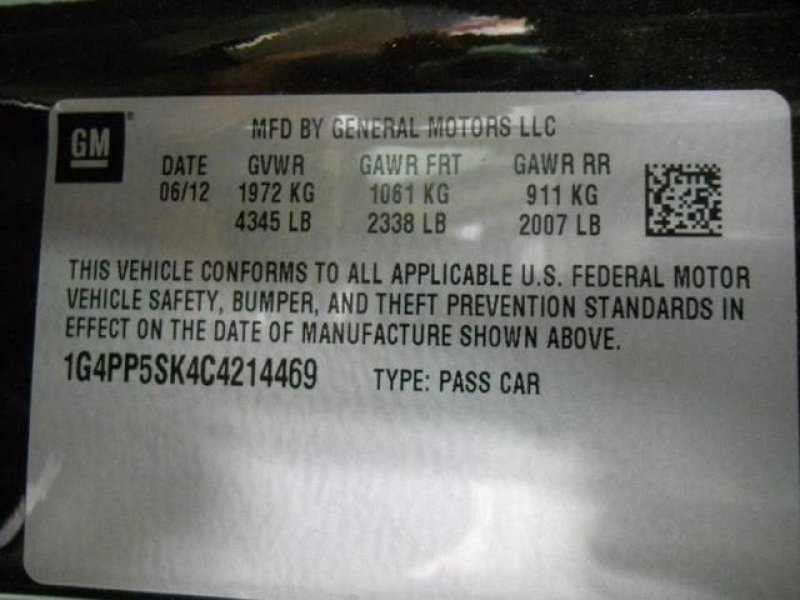 GM
MFD BY GENERAL MOTORS LLC
DATE GVWR GAWR FRT GAWR RR
06/12 1972 KG 1061 KG 911 KG
4345 LB 2338 LB 2007 LB
THIS VEHICLE CONFORMS TO ALL APPLICABLE U.S. FEDERAL MOTOR
VEHICLE SAFETY, BUMPER, AND THEFT PREVENTION STANDARDS IN
EFFECT ON THE DATE OF MANUFACTURE SHOWN ABOVE.
1G4PP5SK4C4214469 TYPE: PASS CAR